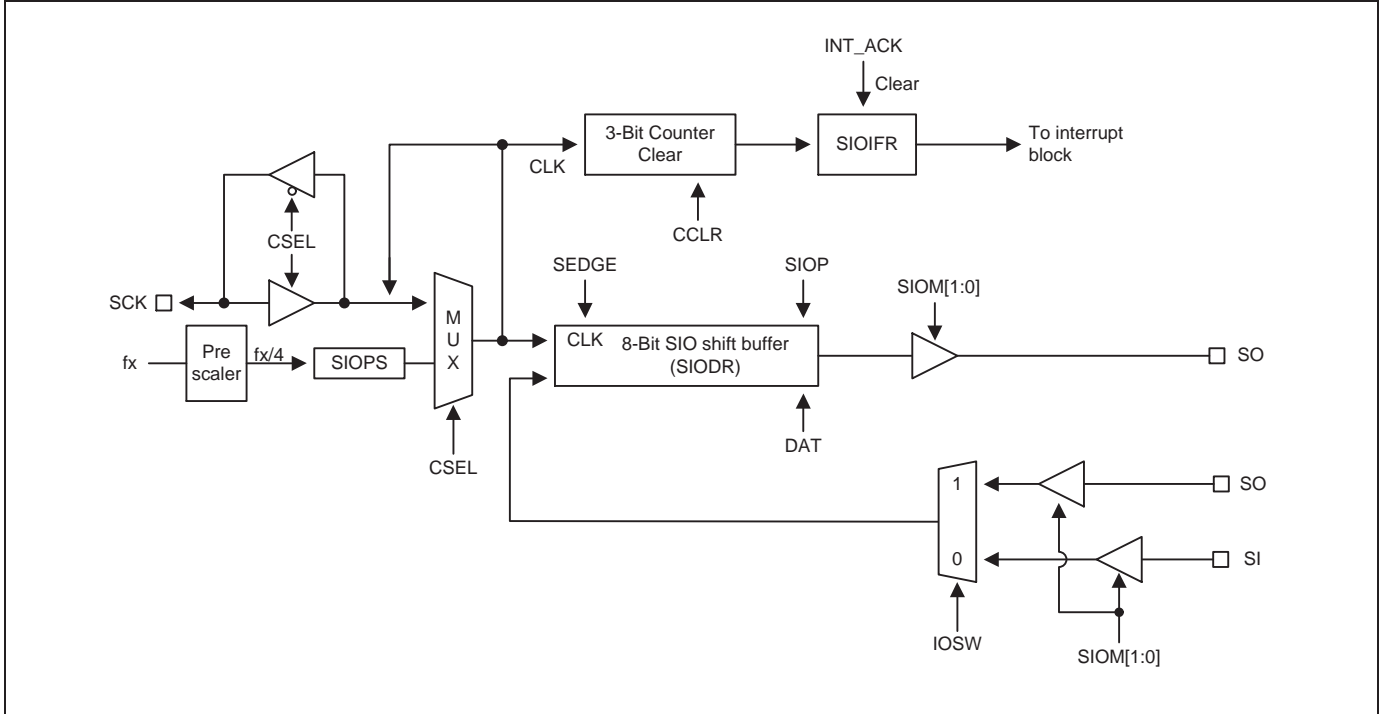 INT_ACK
Clear
3-Bit Counter
Clear
SIOIFR
To interrupt
block
CLK
CCLR
CSEL
SCK
SEDGE
SIOP
SIOM[1:0]
M
U
X
CLK
8-Bit SIO shift buffer
(SIODR)
SO
fx
Pre
scaler
fx/4
SIOPS
CSEL
DAT
1
SO
0
SI
IOSW
SIOM[1:0]